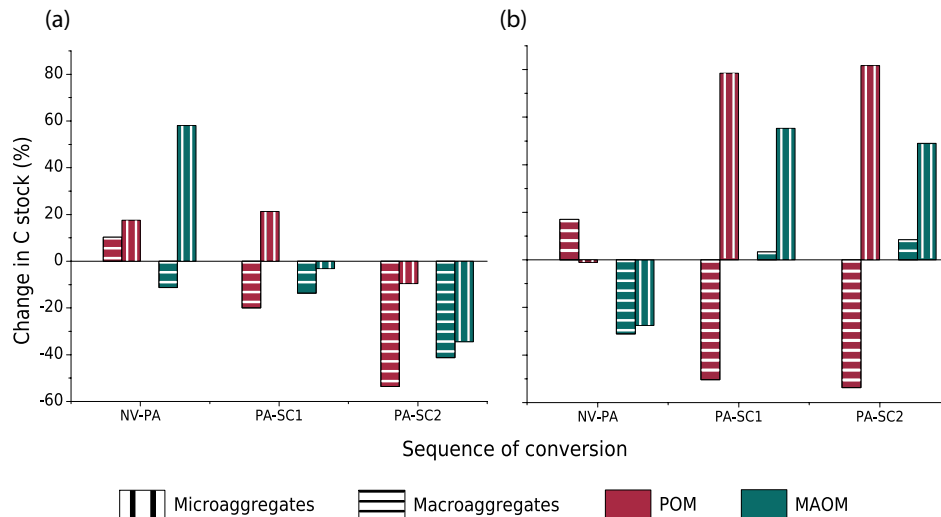 (a)
(b)
Change in C stock (%)
80
60
40
20
0
-20
-40
-60
NV-PA
PA-SC1
PA-SC2
NV-PA
PA-SC1
PA-SC2
Sequence of conversion
Microaggregates
Macroaggregates
POM
MAOM